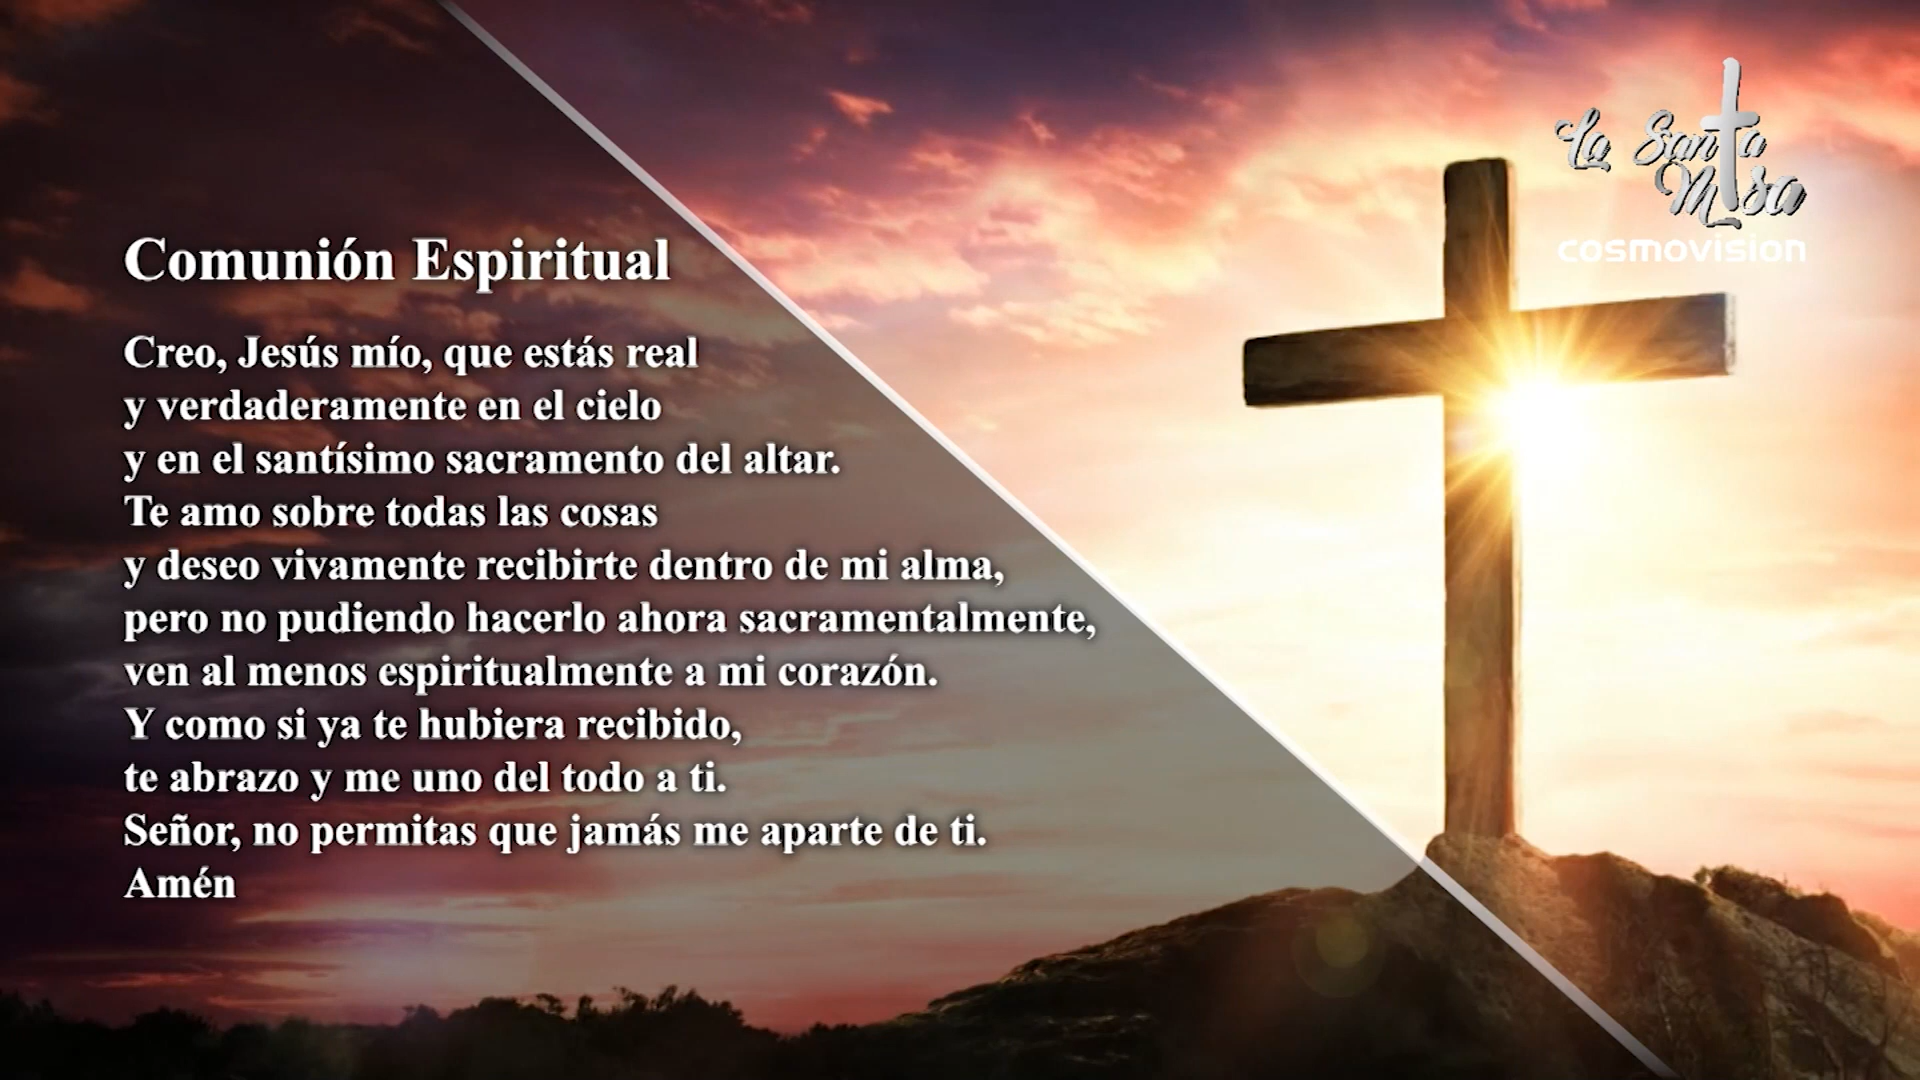 La Santa
Misa
cosmovision
Comunión Espiritual
Creo, Jesús mío, que estás real
y verdaderamente en el cielo
y en el santísimo sacramento del altar.
Te amo sobre todas las cosas
y deseo vivamente recibirte dentro de mi alma,
pero no pudiendo hacerlo ahora sacramentalmente,
ven al menos espiritualmente a mi corazón.
Y como si ya te hubiera recibido,
te abrazo y me uno del todo a ti.
Señor, no permitas que jamás me aparte de ti.
Amén